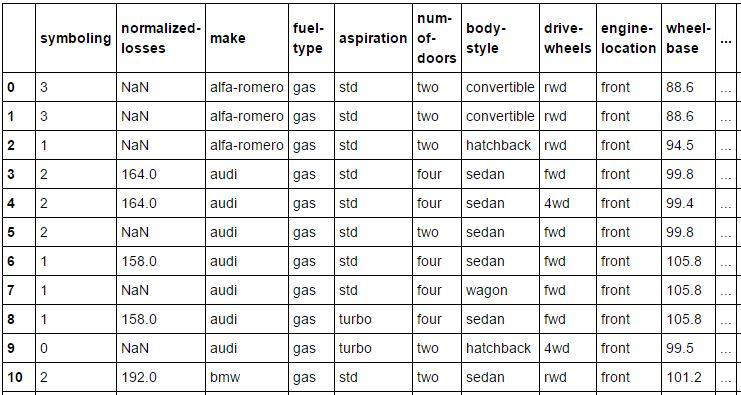 symboling normalized-losses make fuel-type aspiration num-of-doors body-style drive-wheels engine-location wheel-base ...
0 3 NaN alfa-romero gas std two convertible rwd front 88.6 ...
1 3 NaN alfa-romero gas std two convertible rwd front 88.6 ...
2 1 NaN alfa-romero gas std two hatchback rwd front 94.5 ...
3 2 164.0 audi gas std four sedan fwd front 99.8 ...
4 2 164.0 audi gas std four sedan 4wd front 99.4 ...
5 2 NaN audi gas std two sedan fwd front 99.8 ...
6 1 158.0 audi gas std four sedan fwd front 105.8 ...
7 1 NaN audi gas std four wagon fwd front 105.8 ...
8 1 158.0 audi gas turbo four sedan fwd front 105.8 ...
9 0 NaN audi gas turbo two hatchback 4wd front 99.5 ...
10 2 192.0 bmw gas std two sedan rwd front 101.2 ...